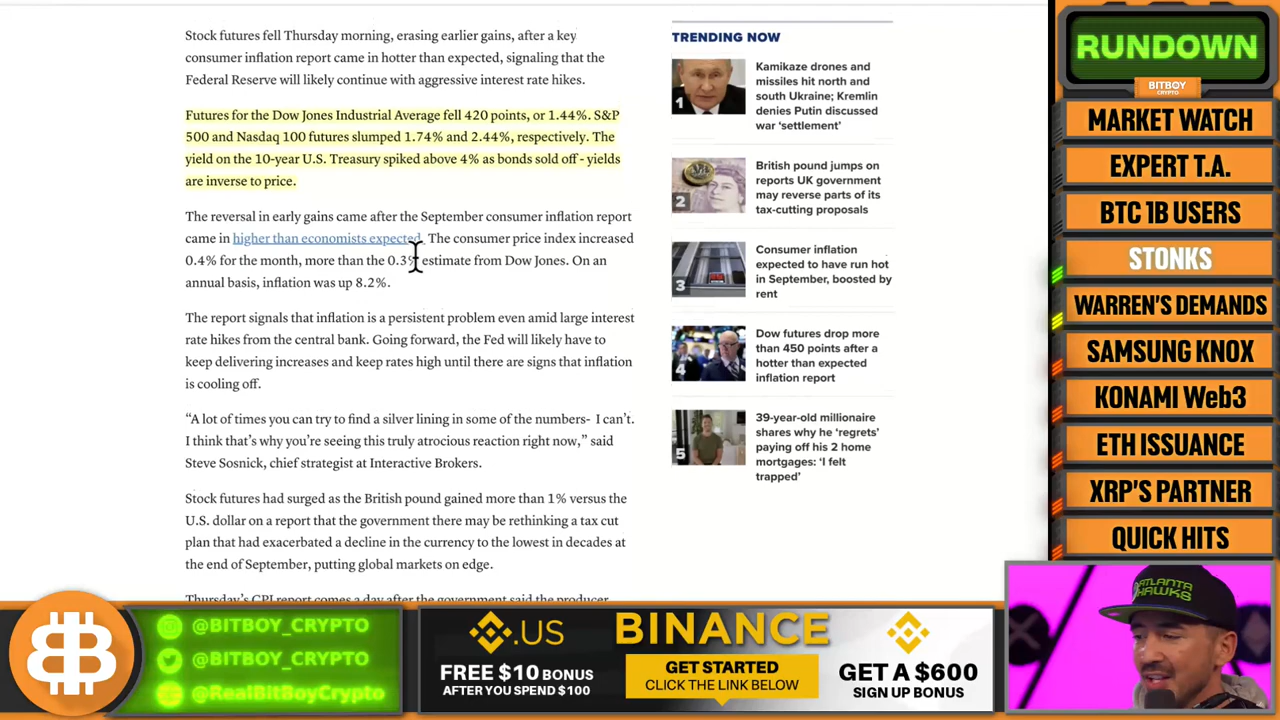 Stock futures fell Thursday morning, erasing earlier gains, after a key
consumer inflation report came in hotter than expected, signaling that the
Federal Reserve will likely continue with aggressive interest rate hikes.
Futures for the Dow Jones Industrial Average fell 420 points, or 1.44%. S&P
500 and Nasdaq 100 futures slumped 1.74% and 2.44%, respectively. The
yield on the 10-year U.S. Treasury spiked above 4% as bonds sold off - yields
are inverse to price.
The reversal in early gains came after the September consumer inflation report
came in higher than economists expected. The consumer price index increased
0.4% for the month, more than the 0.3% estimate from Dow Jones. On an
annual basis, inflation was up 8.2%.
The report signals that inflation is a persistent problem even amid large interest
rate hikes from the central bank. Going forward, the Fed will likely have to
keep delivering increases and keep rates high until there are signs that inflation
is cooling off.
“A lot of times you can try to find a silver lining in some of the numbers- I can’t.
I think that’s why you’re seeing this truly atrocious reaction right now,” said
Steve Sosnick, chief strategist at Interactive Brokers.
Stock futures had surged as the British pound gained more than 1% versus the
U.S. dollar on a report that the government there may be rethinking a tax cut
plan that had exacerbated a decline in the currency to the lowest in decades at
the end of September, putting global markets on edge.
Thursday’s CPI report comes a day after the government said the producer
TRENDING NOW
1
Kamikaze drones and
missiles hit north and
south Ukraine; Kremlin
denies Putin discussed
war ‘settlement’
2
British pound jumps on
reports UK government
may reverse parts of its
tax-cutting proposals
3
Consumer inflation
expected to have run hot
in September, boosted by
rent
4
Dow futures drop more
than 450 points after a
hotter than expected
inflation report
5
39-year-old millionaire
shares why he ‘regrets’
paying off his 2 home
mortgages: ‘I felt
trapped’
RUNDOWN
BITBOY
CRYPTO
MARKET WATCH
EXPERT T.A.
BTC 1B USERS
STONKS
WARREN'S DEMANDS
SAMSUNG KNOX
KONAMI Web3
ETH ISSUANCE
XRP'S PARTNER
QUICK HITS
ATLANTA
HAWKS
@BITBOY_CRYPTO
@BITBOY_CRYPTO
@RealBitBoyCrypto
.US
FREE $10 BONUS
AFTER YOU SPEND $100
BINANCE
GET STARTED
CLICK THE LINK BELOW
GET A $600
SIGN UP BONUS